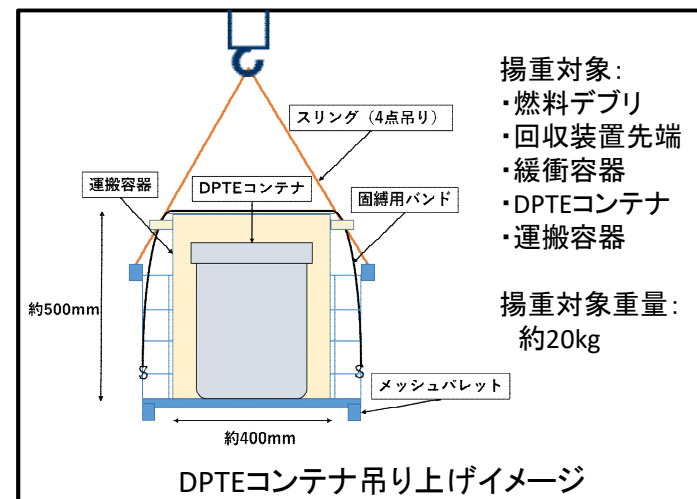 スリング（4点吊り）
運搬容器
DPTEコンテナ
固縛用バンド
約500mm
メッシュパレット
約400mm
揚重対象：
・燃料デブリ
・回収装置先端
・緩衝容器
・DPTEコンテナ
・運搬容器
揚重対象重量：
約20kg
DPTEコンテナ吊り上げイメージ